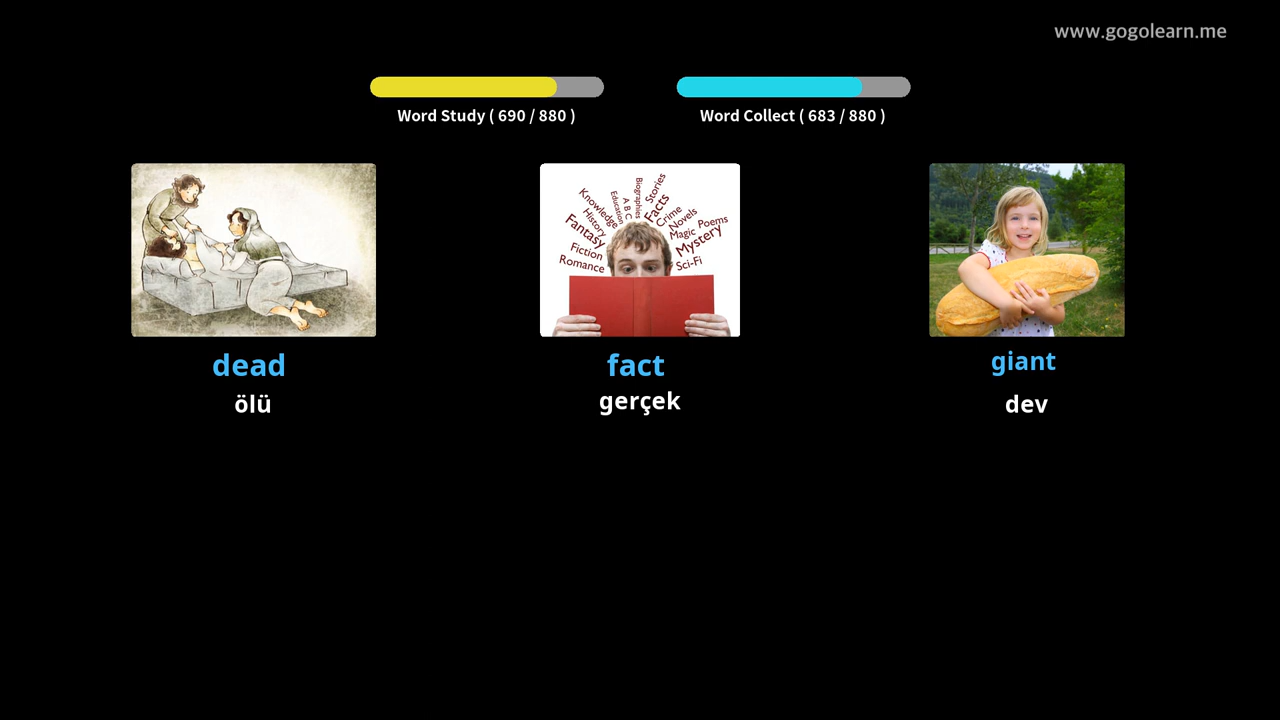 www.gogolearn.me
Word Study ( 690 / 880 )
Word Collect ( 683 / 880 )
Knowledge
History
Fantasy
Fiction
Romance
Education
A B C
Biographies
Stories
Facts
Crime
Novels
Magic
Poems
Mystery
Sci-Fi
dead
fact
giant
ölü
gerçek
dev